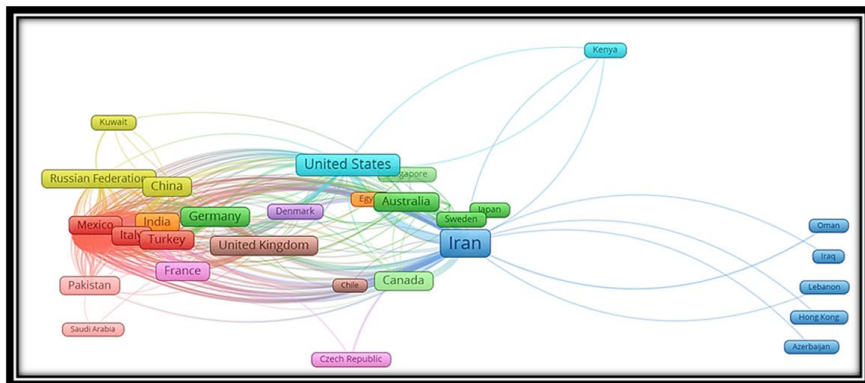 Kenya
Kuwait
United States
Russian Federation
China
Egy
Australia
Denmark
Japan
Mexico
India
Germany
Sweden
Italy
Turkey
United Kingdom
Iran
Oman
Iraq
France
Canada
Pakistan
Chile
Lebanon
Hong Kong
Saudi Arabia
Azerbaijan
Czech Republic